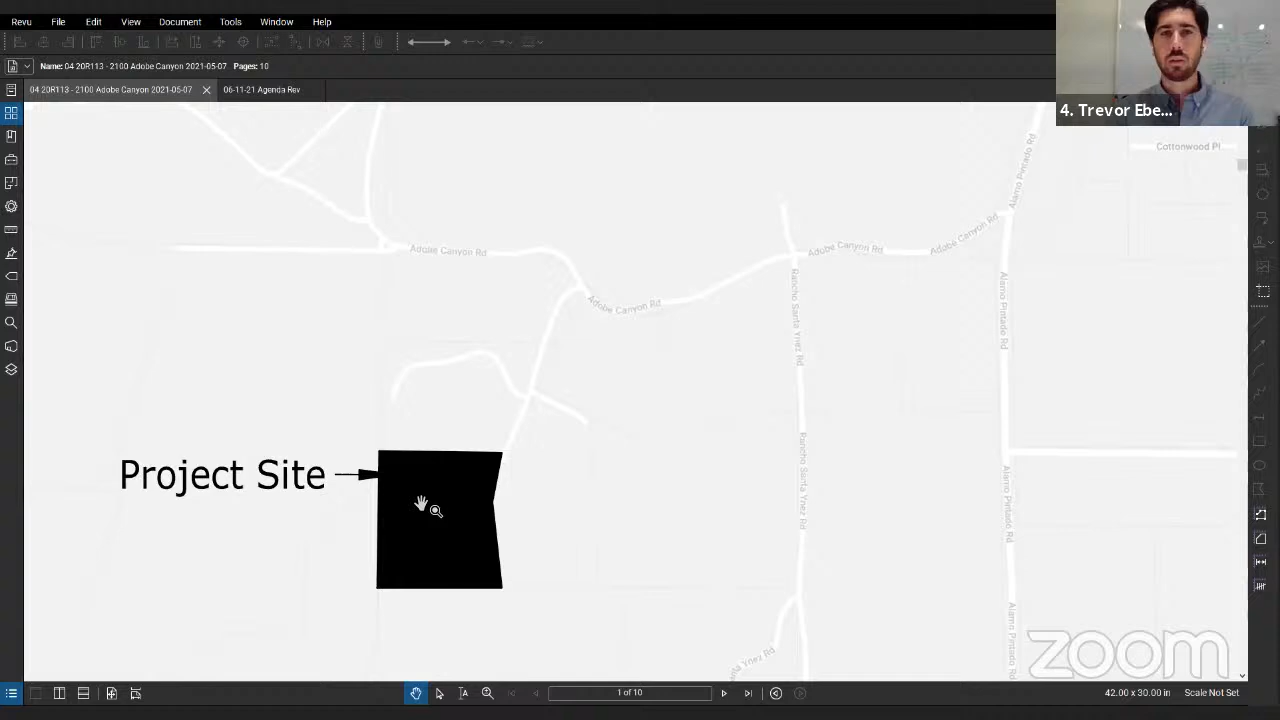 Revu File Edit View Document Tools Window Help
Name: 04 20R113 - 2100 Adobe Canyon 2021-05-07 Pages: 10
04 20R113 - 2100 Adobe Canyon 2021-05-07
06-11-21 Agenda Rev
4. Trevor Ebe...
Cottonwood Pl
Alamo Pintado Rd
Adobe Canyon Rd
Adobe Canyon Rd
Adobe Canyon Rd
Adobe Canyon Rd
Rancho Santa Ynez Rd
Alamo Pintado Rd
Project Site
Rancho Santa Ynez Rd
Alamo Pintado Rd
Alamo Pintado Rd
Ynez Rd
zoom
1 of 10
42.00 x 30.00 in
Scale Not Set